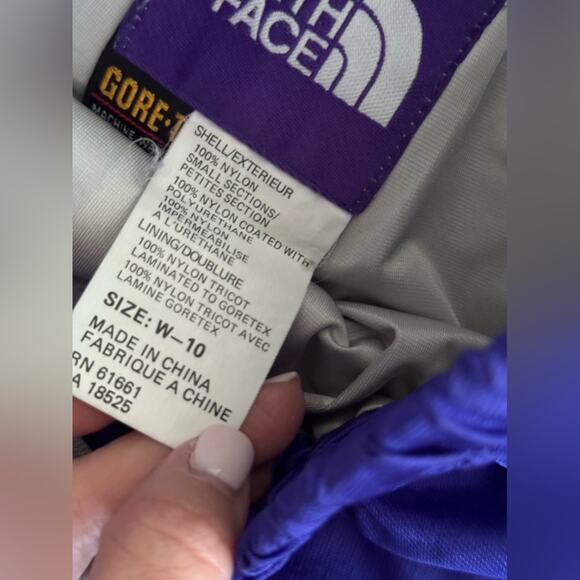 FACE
GORE-T
MACHINE
SHELL/EXTERIEUR
100% NYLON
SMALL SECTIONS/
PETITES SECTION
100% NYLON COATED WITH
POLYURETHANE
100% NYLON
IMPERMEABILISE
A L'URETHANE
LINING/DOUBLURE
100% NYLON TRICOT
LAMINATED TO GORETEX
100% NYLON TRICOT AVEC
LAMINE GORETEX
SIZE: W-10
MADE IN CHINA
FABRIQUE A CHINE
RN 61661
A 18525